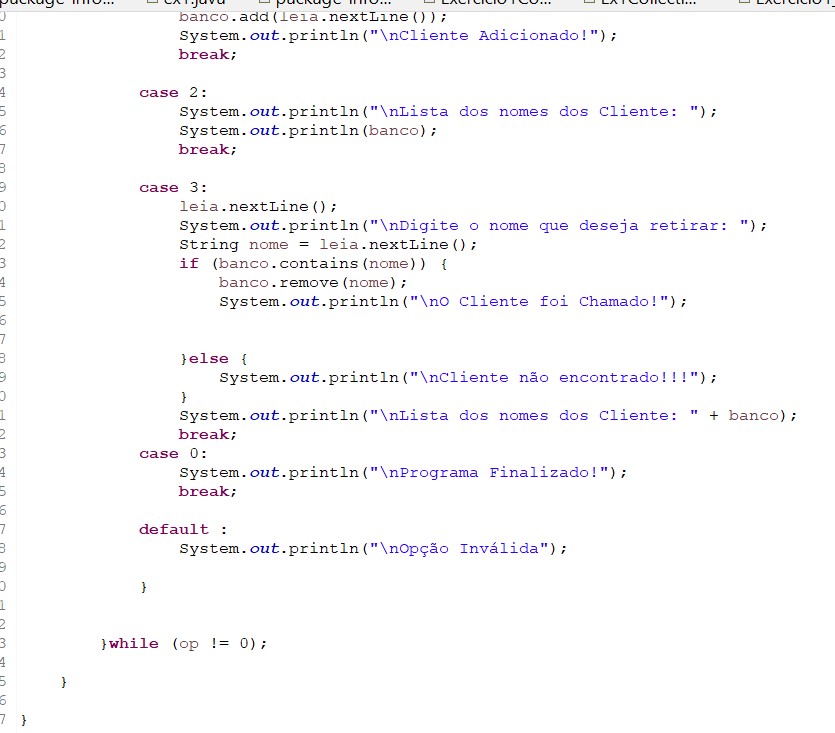 package-info... ex1.java package-info... Exercicio1Co... Ex1Collecti... Exercicio1
0 banco.add(leia.nextLine());
1 System.out.println("\nCliente Adicionado!");
2 break;
3
4 case 2:
5 System.out.println("\nLista dos nomes dos Cliente: ");
6 System.out.println(banco);
7 break;
8
9 case 3:
0 leia.nextLine();
1 System.out.println("\nDigite o nome que deseja retirar: ");
2 String nome = leia.nextLine();
3 if (banco.contains(nome)) {
4 banco.remove(nome);
5 System.out.println("\nO Cliente foi Chamado!");
6
7
8 }else {
9 System.out.println("\nCliente não encontrado!!!");
0 }
1 System.out.println("\nLista dos nomes dos Cliente: " + banco);
2 break;
3 case 0:
4 System.out.println("\nPrograma Finalizado!");
5 break;
6
7 default :
8 System.out.println("\nOpção Inválida");
9
0 }
1
2
3 }while (op != 0);
4
5 }
6
7 }